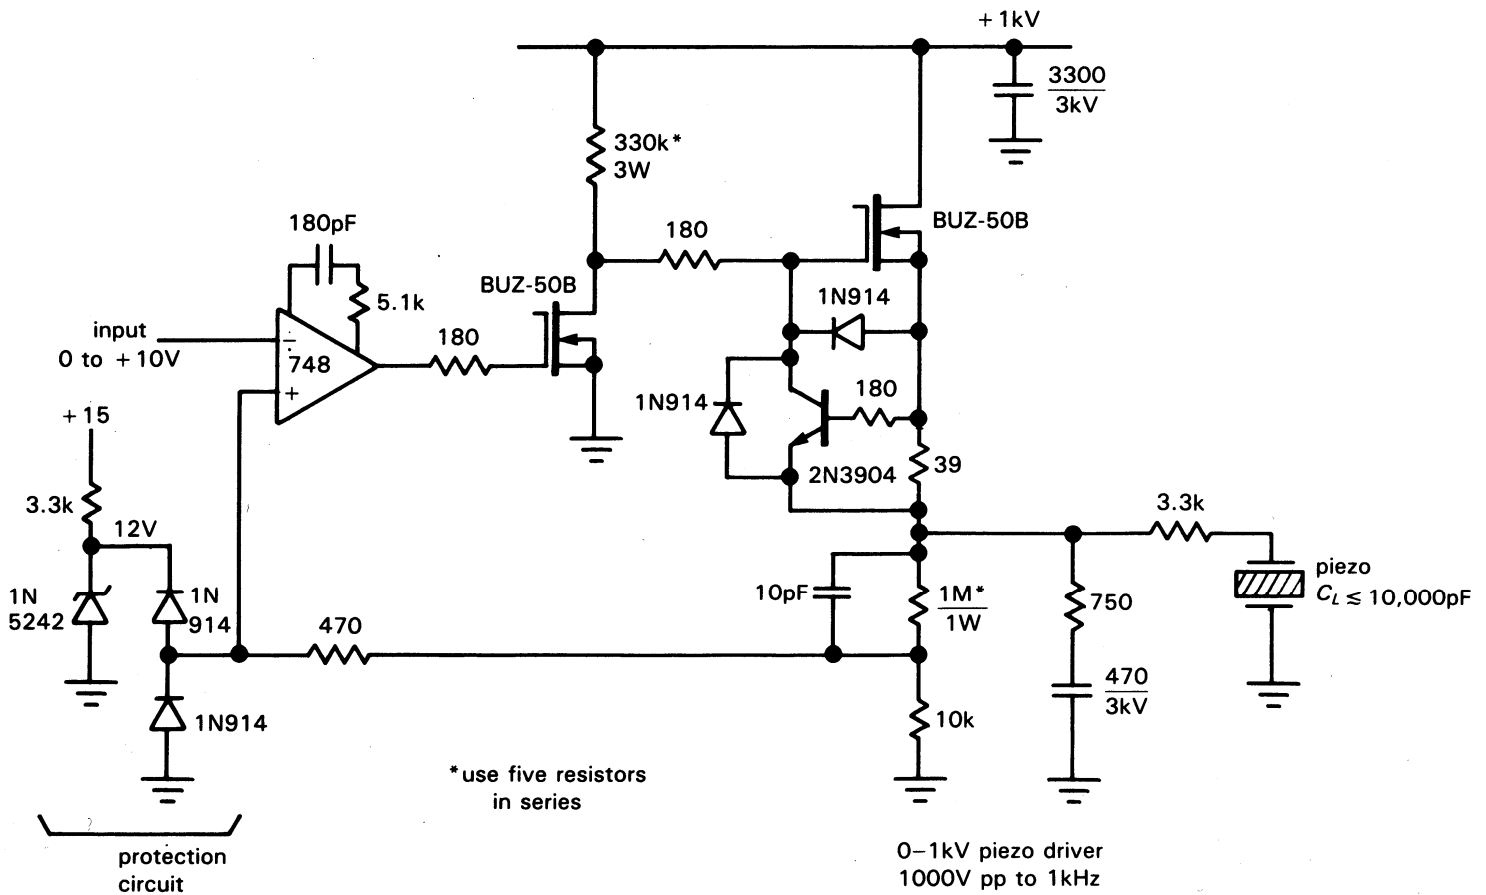 +1kV
3300
3kV
330k*
3W
180pF
5.1k
BUZ-50B
180
BUZ-50B
input
0 to +10V
−
748
+
180
1N914
+15
1N914
180
2N3904
39
3.3k
12V
3.3k
1N
5242
1N
914
470
10pF
1M*
1W
750
piezo
CL ≤ 10,000pF
470
3kV
1N914
10k
*use five resistors
in series
protection
circuit
0–1kV piezo driver
1000V pp to 1kHz